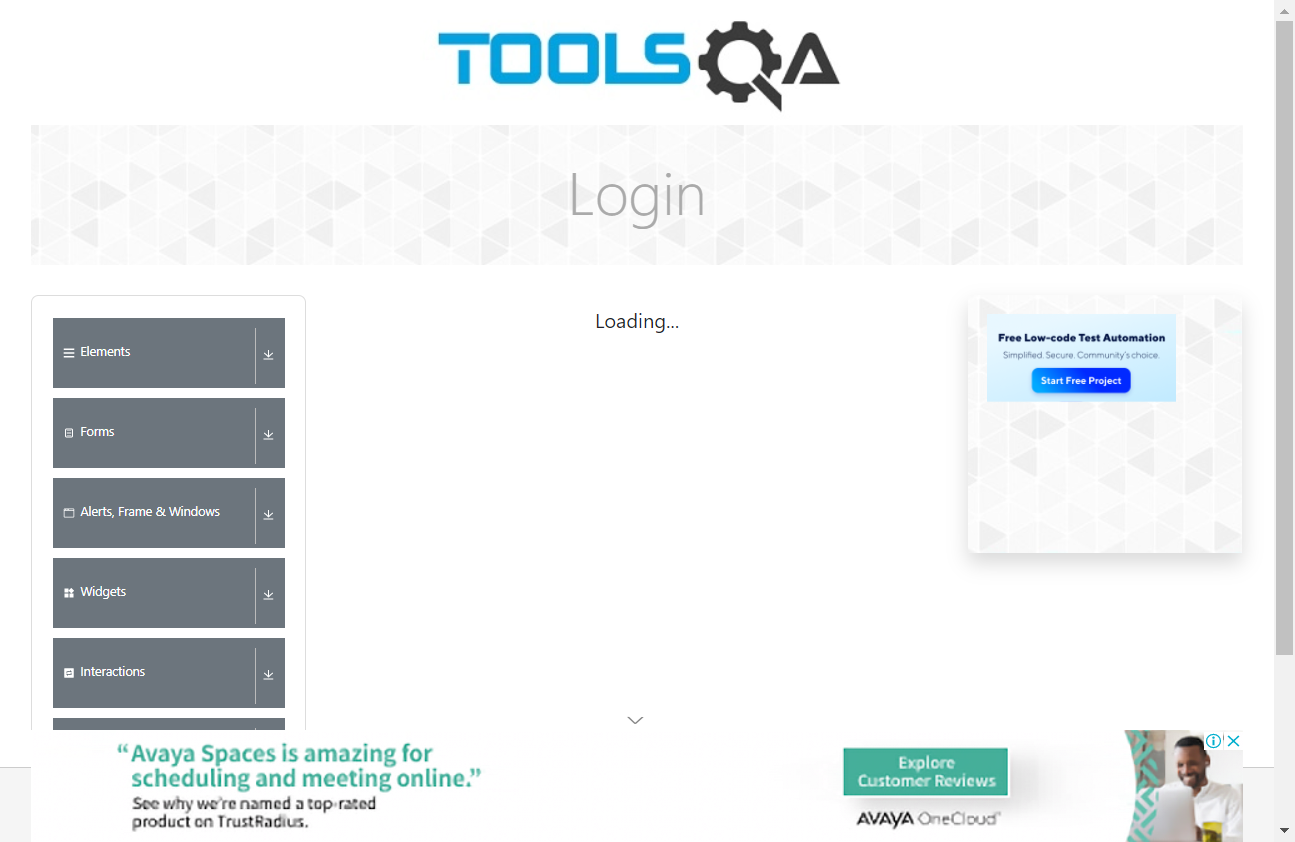 TOOLSQA
Login
Elements
Forms
Alerts, Frame & Windows
Widgets
Interactions
Loading...
Free Low-code Test Automation
Simplified. Secure. Community's choice.
Start Free Project
“Avaya Spaces is amazing for
scheduling and meeting online.”
See why we're named a top-rated
product on TrustRadius.
Explore
Customer Reviews
AVAYA OneCloud™